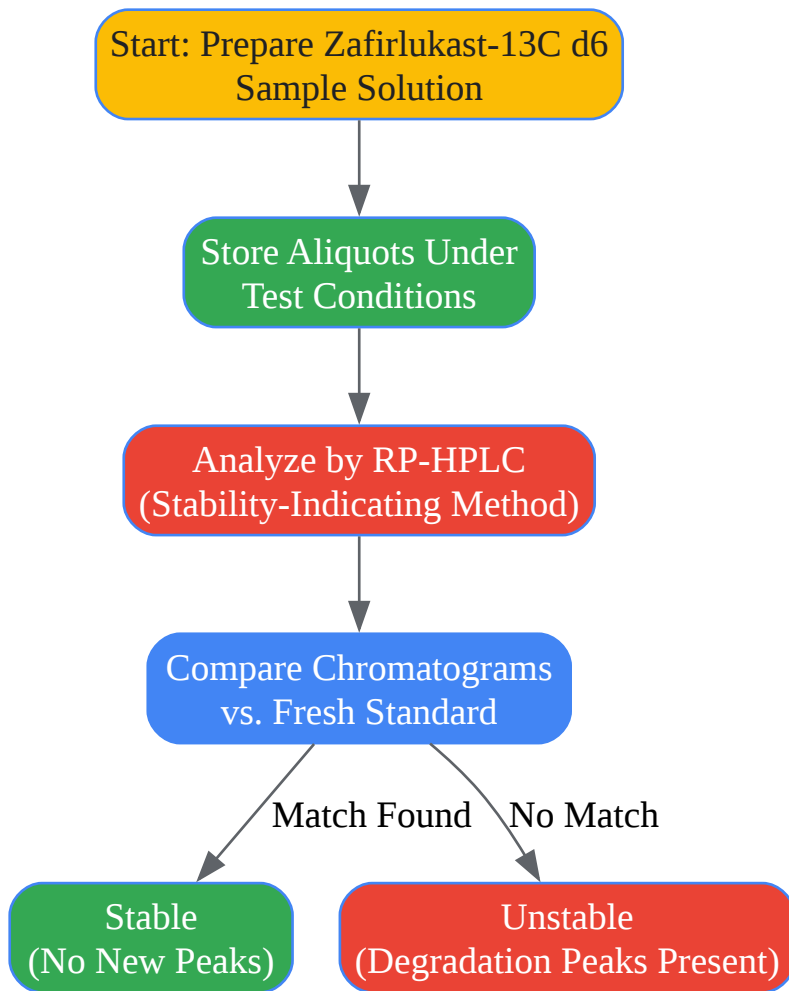 Start: Prepare Zafirlukast-13C d6
Sample Solution
Store Aliquots Under
Test Conditions
Analyze by RP-HPLC
(Stability-Indicating Method)
Compare Chromatograms
vs. Fresh Standard
Match Found
No Match
Stable
(No New Peaks)
Unstable
(Degradation Peaks Present)